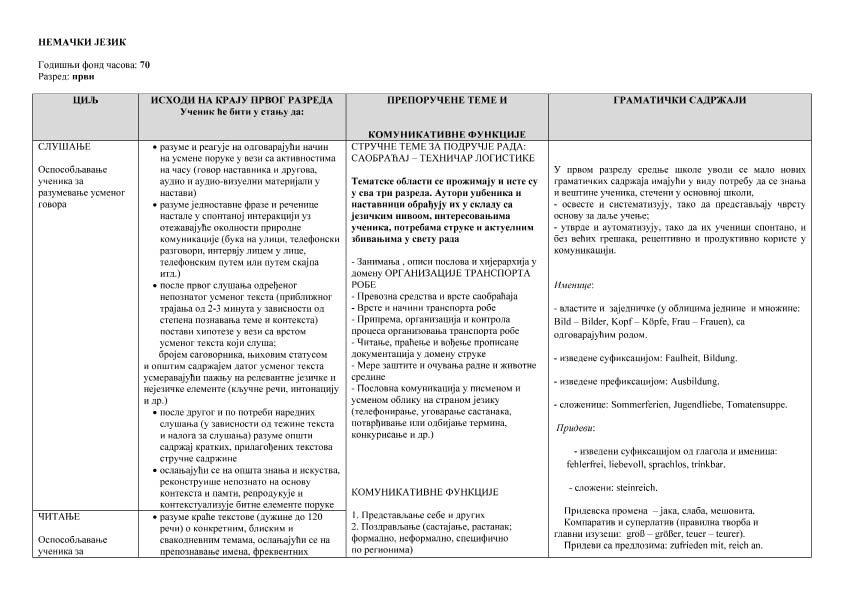 НЕМАЧКИ ЈЕЗИК
Годишњи фонд часова: 70
Разред: први
ЦИЉ
ИСХОДИ НА КРАЈУ ПРВОГ РАЗРЕДА
Ученик ће бити у стању да:
ПРЕПОРУЧЕНЕ ТЕМЕ И
КОМУНИКАТИВНЕ ФУНКЦИЈЕ
ГРАМАТИЧКИ САДРЖАЈИ
СЛУШАЊЕ
Оспособљавање
ученика за
разумевање усменог
говора
• разуме и реагује на одговарајући начин
на усмене поруке у вези са активностима
на часу (говор наставника и другова,
аудио и аудио-визуелни материјали у
настави)
• разуме једноставне фразе и реченице
настале у спонтаној интеракцији уз
отежавајуће околности природне
комуникације (бука на улици, телефонски
разговори, интервју лицем у лице,
телефонским путем или путем скајпа
итд.)
• после првог слушања одређеног
непознатог усменог текста (приближног
трајања од 2-3 минута у зависности од
степена познавања теме и контекста)
постави хипотезе у вези са врстом
усменог текста који слуша;
бројем саговорника, њиховим статусом
и општим садржајем датог усменог текста
усмеравајући пажњу на релевантне језичке и
нејезичке елементе (кључне речи, интонацију
и др.)
• после другог и по потреби наредних
слушања (у зависности од тежине текста
и налога за слушања) разуме општи
садржај кратких, прилагођених текстова
стручне садржине
• ослањајући се на општа знања и искуства,
реконструише непознато на основу
контекста и памти, репродукује и
контекстуализује битне елементе поруке
СТРУЧНЕ ТЕМЕ ЗА ПОДРУЧЈЕ РАДА:
САОБРАЋАЈ – ТЕХНИЧАР ЛОГИСТИКЕ
Тематске области се прожимају и исте су
у сва три разреда. Аутори уџбеника и
наставници обрађују их у складу са
језичким нивоом, интересовањима
ученика, потребама струке и актуелним
збивањима у свету рада
- Занимања , описи послова и хијерархија у
домену ОРГАНИЗАЦИЈЕ ТРАНСПОРТА
РОБЕ
- Превозна средства и врсте саобраћаја
- Врсте и начини транспорта робе
- Припрема, организација и контрола
процеса организовања транспорта робе
- Читање, праћење и вођење прописане
документација у домену струке
- Мере заштите и очувања радне и животне
средине
- Пословна комуникација у писменом и
усменом облику на страном језику
(телефонирање, уговарање састанака,
потврђивање или одбијање термина,
конкурисање и др.)
КОМУНИКАТИВНЕ ФУНКЦИЈЕ
1. Представљање себе и других
2. Поздрављање (састајање, растанак;
формално, неформално, специфично
по регионима)
У првом разреду средње школе уводи се мало нових
граматичких садржаја имајући у виду потребу да се знања
и вештине ученика, стечени у основној школи,
- освесте и систематизују, тако да представљају чврсту
основу за даље учење;
- утврде и аутоматизују, тако да их ученици спонтано, и
без већих грешака, рецептивно и продуктивно користе у
комуникацији.
Именице:
- властите и заједничке (у облицима једнине и множине:
Bild – Bilder, Kopf – Köpfe, Frau – Frauen), са
одговарајућим родом.
- изведене суфиксацијом: Faulheit, Bildung.
- изведене префиксацијом: Ausbildung.
- сложенице: Sommerferien, Jugendliebe, Tomatensuppe.
Придеви:
- изведени суфиксацијом од глагола и именица:
fehlerfrei, liebevoll, sprachlos, trinkbar.
- сложени: steinreich.
Придевска промена – јака, слаба, мешовита.
Компаратив и суперлатив (правилна творба и
главни изузеци: groß – größer, teuer – teurer).
Придеви са предлозима: zufrieden mit, reich an.
ЧИТАЊЕ
Оспособљавање
ученика за
• разуме краће текстове (дужине до 120
речи) о конкретним, блиским и
свакодневним темама, ослањајући се на
препознавање имена, фреквентних